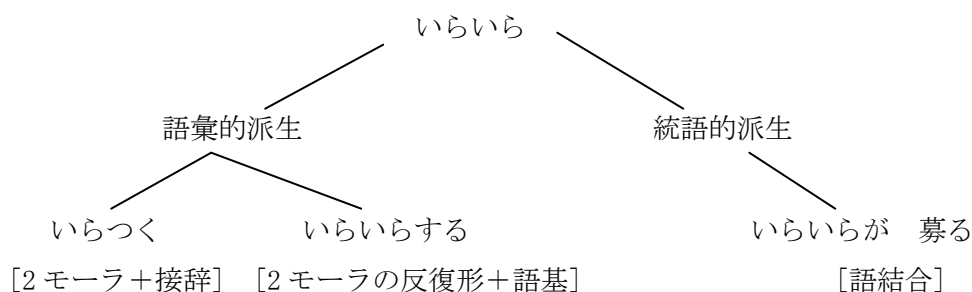 いらいら
語彙的派生　統語的派生
いらつく　いらいらする　いらいらが　募る
[2 モーラ+接辞]　[2 モーラの反復形+語基]　[語結合]